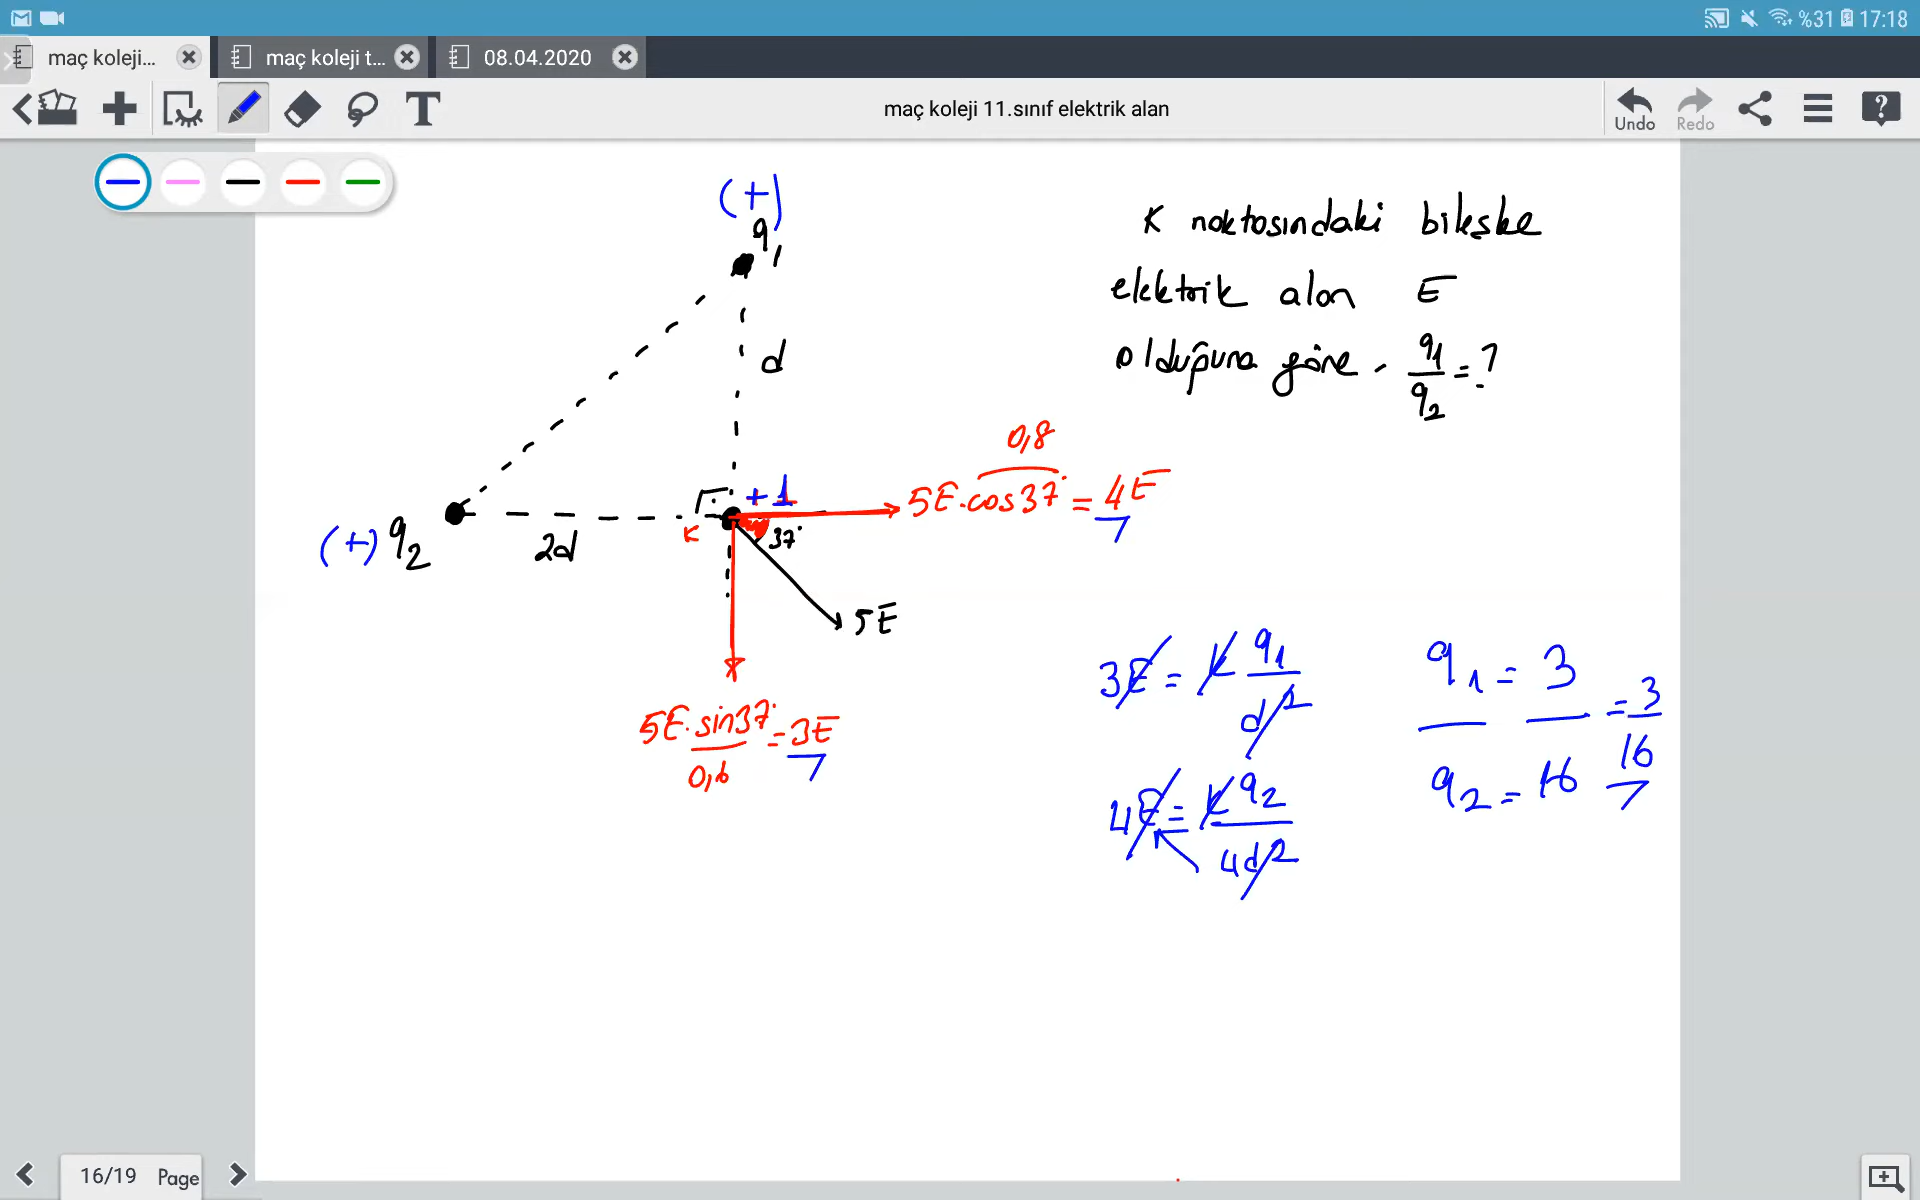 %31 17:18
maç koleji...
maç koleji t...
08.04.2020
T
maç koleji 11.sınıf elektrik alan
Undo
Redo
(+)
q1
d
K noktasındaki bileşke
elektrik alan E
olduğuna göre, q1/q2 = ?
0,8
+1
5E.cos37° = 4E
K
37°
(+) q2
2d
5E
5E.sin37° = 3E
0,6
3E = k q1/d²
4E = k q2/4d²
q1 = 3
q2 = 16
= 3/16
16/19 Page